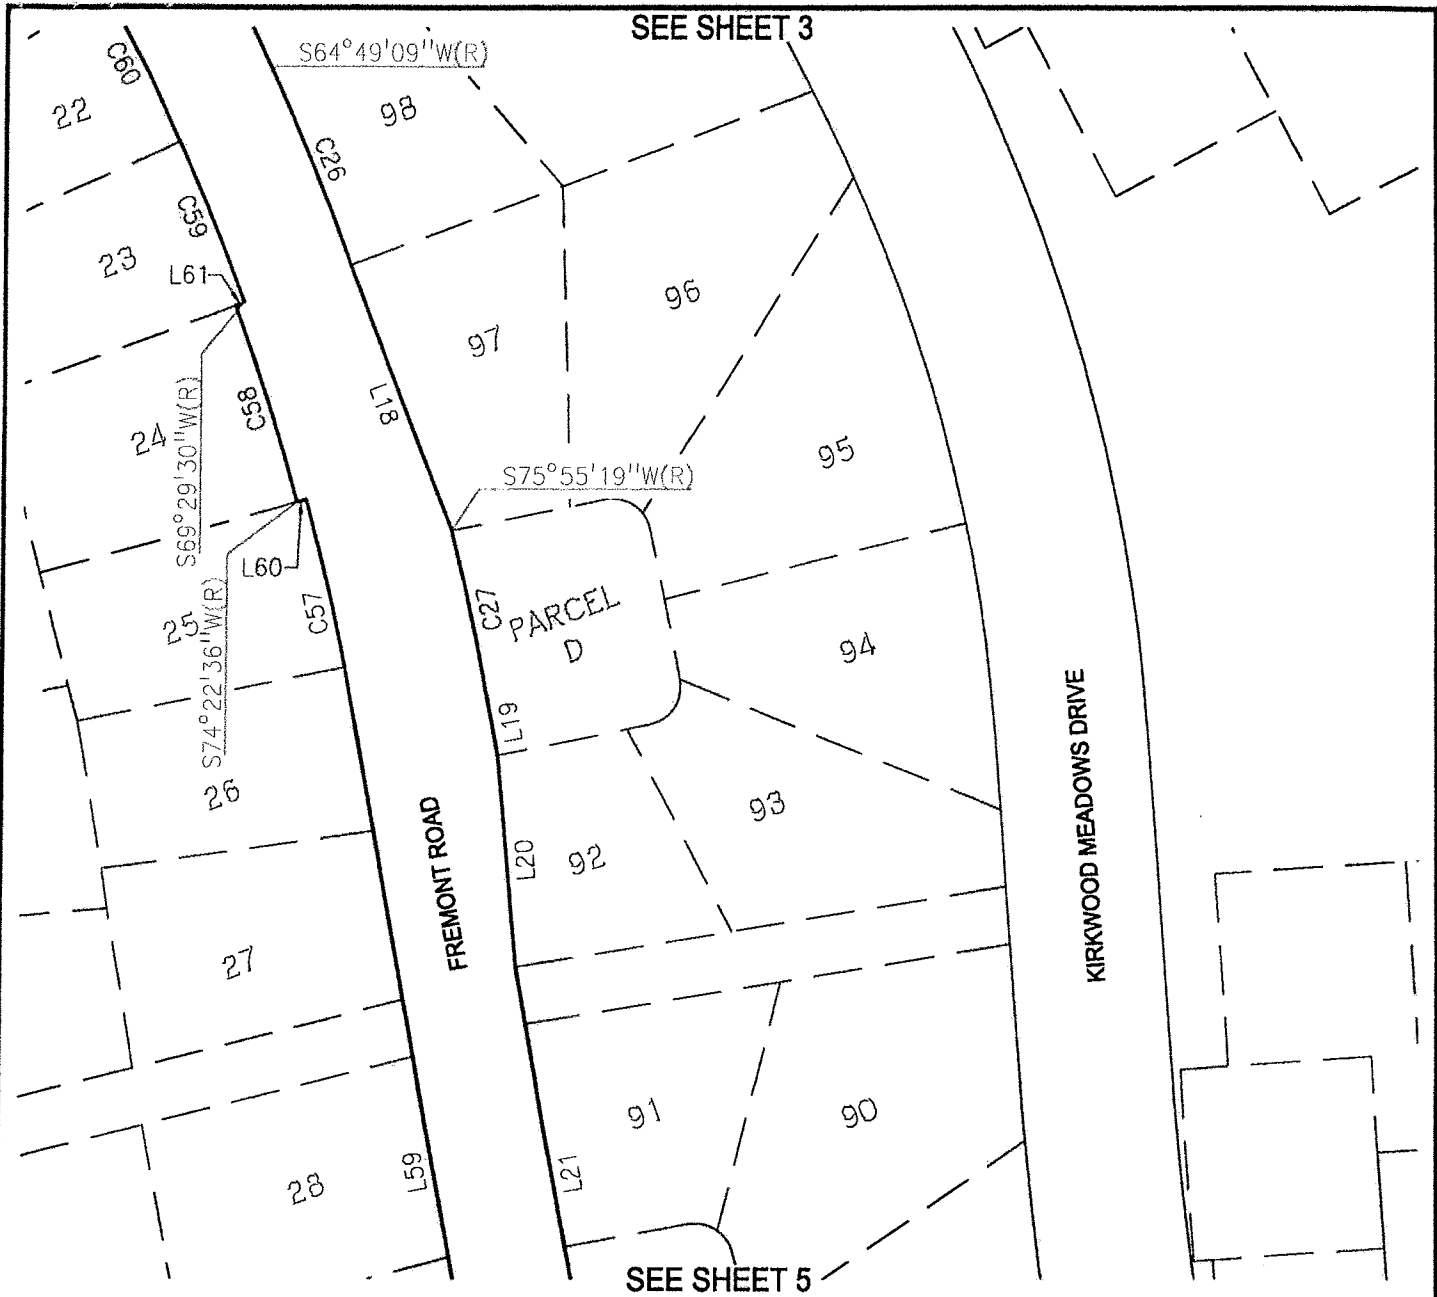 SEE SHEET 3
C60
S64°49'09"W(R)
22
98
C26
C59
23
L61
96
97
S69°29'30"W(R)
C58
L18
24
95
S75°55'19"W(R)
L60
S74°22'36"W(R)
25
C57
C27
PARCEL
D
94
L19
26
FREMONT ROAD
L20
92
93
KIRKWOOD MEADOWS DRIVE
27
91
90
28
L59
L21
SEE SHEET 5